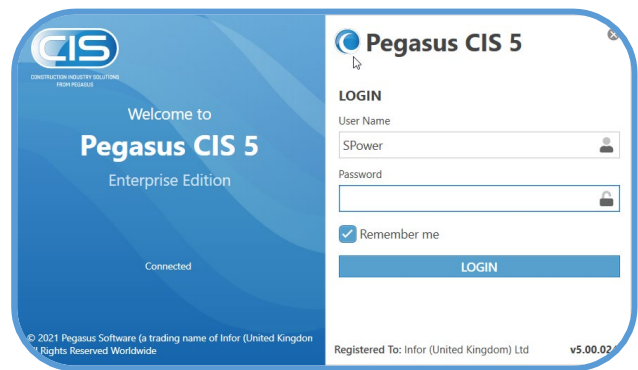 CIS
CONSTRUCTION INDUSTRY SOLUTIONS
FROM PEGASUS
Welcome to
Pegasus CIS 5
Enterprise Edition
Connected
© 2021 Pegasus Software (a trading name of Infor (United Kingdon
Rights Reserved Worldwide
Pegasus CIS 5
LOGIN
User Name
SPower
Password
Remember me
LOGIN
Registered To: Infor (United Kingdom) Ltd
v5.00.02